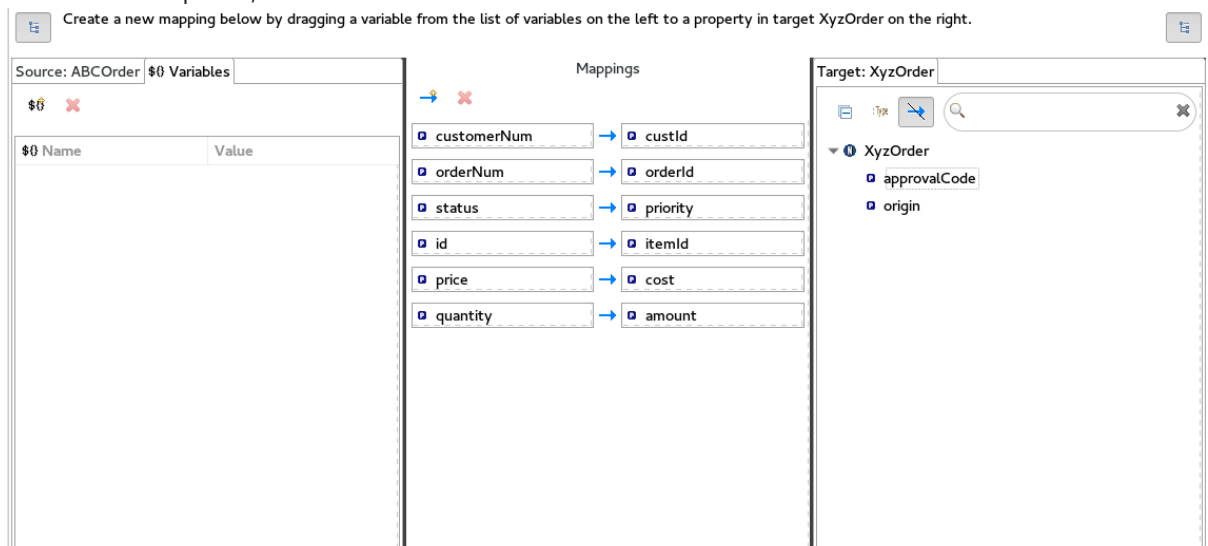 Create a new mapping below by dragging a variable from the list of variables on the left to a property in target XyzOrder on the right.
Source: ABCOrder ${} Variables
${} 
${} Name Value
Mappings
customerNum custId
orderNum orderId
status priority
id itemId
price cost
quantity amount
Target: XyzOrder
: Type
XyzOrder
approvalCode
origin